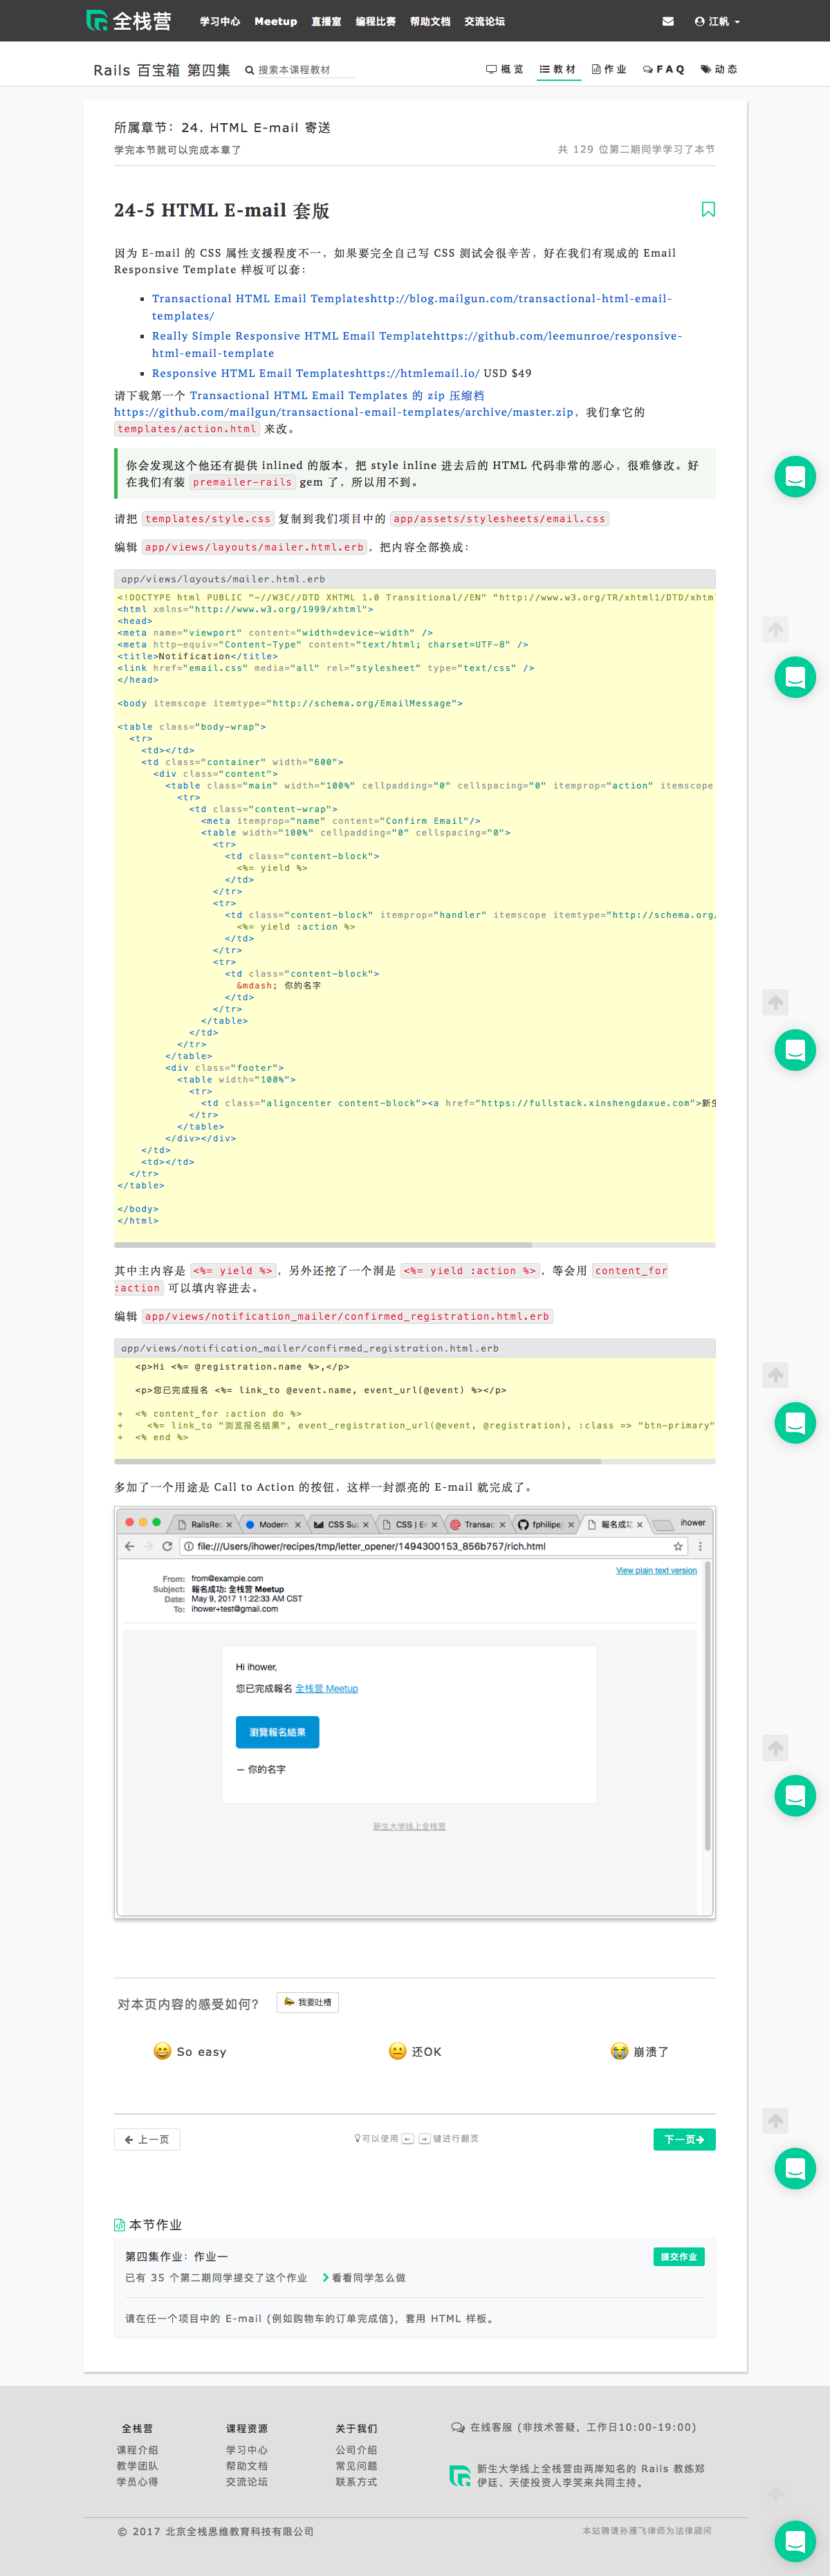 全栈营 学习中心 Meetup 直播室 编程比赛 帮助文档 交流论坛 江帆
Rails 百宝箱 第四集 搜索本课程教材 概览 教材 作业 FAQ 动态
所属章节：24. HTML E-mail 寄送
学完本节就可以完成本章了 共 129 位第二期同学学习了本节
24-5 HTML E-mail 套版
因为 E-mail 的 CSS 属性支援程度不一，如果要完全自己写 CSS 测试会很辛苦，好在我们有现成的 Email
Responsive Template 样板可以套：
Transactional HTML Email Templateshttp://blog.mailgun.com/transactional-html-email-
templates/
Really Simple Responsive HTML Email Templatehttps://github.com/leemunroe/responsive-
html-email-template
Responsive HTML Email Templateshttps://htmlemail.io/ USD $49
请下载第一个 Transactional HTML Email Templates 的 zip 压缩档
https://github.com/mailgun/transactional-email-templates/archive/master.zip，我们拿它的
templates/action.html 来改。
你会发现这个他还有提供 inlined 的版本，把 style inline 进去后的 HTML 代码非常的恶心，很难修改。好
在我们有装 premailer-rails gem 了，所以用不到。
请把 templates/style.css 复制到我们项目中的 app/assets/stylesheets/email.css
编辑 app/views/layouts/mailer.html.erb，把内容全部换成：
app/views/layouts/mailer.html.erb
<!DOCTYPE html PUBLIC "-//W3C//DTD XHTML 1.0 Transitional//EN" "http://www.w3.org/TR/xhtml1/DTD/xhtml
<html xmlns="http://www.w3.org/1999/xhtml">
<head>
<meta name="viewport" content="width=device-width" />
<meta http-equiv="Content-Type" content="text/html; charset=UTF-8" />
<title>Notification</title>
<link href="email.css" media="all" rel="stylesheet" type="text/css" />
</head>
<body itemscope itemtype="http://schema.org/EmailMessage">
<table class="body-wrap">
<tr>
<td></td>
<td class="container" width="600">
<div class="content">
<table class="main" width="100%" cellpadding="0" cellspacing="0" itemprop="action" itemscope
<tr>
<td class="content-wrap">
<meta itemprop="name" content="Confirm Email"/>
<table width="100%" cellpadding="0" cellspacing="0">
<tr>
<td class="content-block">
<%= yield %>
</td>
</tr>
<tr>
<td class="content-block" itemprop="handler" itemscope itemtype="http://schema.org/
<%= yield :action %>
</td>
</tr>
<tr>
<td class="content-block">
&mdash; 你的名字
</td>
</tr>
</table>
</td>
</tr>
</table>
<div class="footer">
<table width="100%">
<tr>
<td class="aligncenter content-block"><a href="https://fullstack.xinshengdaxue.com">新生
</tr>
</table>
</div></div>
</td>
<td></td>
</tr>
</table>
</body>
</html>
其中主内容是 <%= yield %>，另外还挖了一个洞是 <%= yield :action %>，等会用 content_for
:action 可以填内容进去。
编辑 app/views/notification_mailer/confirmed_registration.html.erb
app/views/notification_mailer/confirmed_registration.html.erb
<p>Hi <%= @registration.name %>,</p>
<p>您已完成报名 <%= link_to @event.name, event_url(@event) %></p>
+ <% content_for :action do %>
+ <%= link_to "浏览报名结果", event_registration_url(@event, @registration), :class => "btn-primary"
+ <% end %>
多加了一个用途是 Call to Action 的按钮，这样一封漂亮的 E-mail 就完成了。
RailsRec Modern CSS Sup CSS | En Transac fphilipe/ 報名成功 ihower
file:///Users/ihower/recipes/tmp/letter_opener/1494300153_856b757/rich.html
View plain text version
From: from@example.com
Subject: 報名成功: 全栈营 Meetup
Date: May 9, 2017 11:22:33 AM CST
To: ihower+test@gmail.com
Hi ihower,
您已完成報名 全栈营 Meetup
瀏覽報名結果
— 你的名字
新生大学线上全栈营
对本页内容的感受如何? 我要吐槽
So easy 还OK 崩溃了
上一页 可以使用 ← → 键进行翻页 下一页
本节作业
第四集作业：作业一 提交作业
已有 35 个第二期同学提交了这个作业 看看同学怎么做
请在任一个项目中的 E-mail (例如购物车的订单完成信)，套用 HTML 样板。
全栈营 课程资源 关于我们 在线客服 (非技术答疑，工作日10:00-19:00)
课程介绍 学习中心 公司介绍
教学团队 帮助文档 常见问题
学员心得 交流论坛 联系方式
新生大学线上全栈营由两岸知名的 Rails 教练郑
伊廷、天使投资人李笑来共同主持。
© 2017 北京全栈思维教育科技有限公司 本站聘请孙雁飞律师为法律顾问